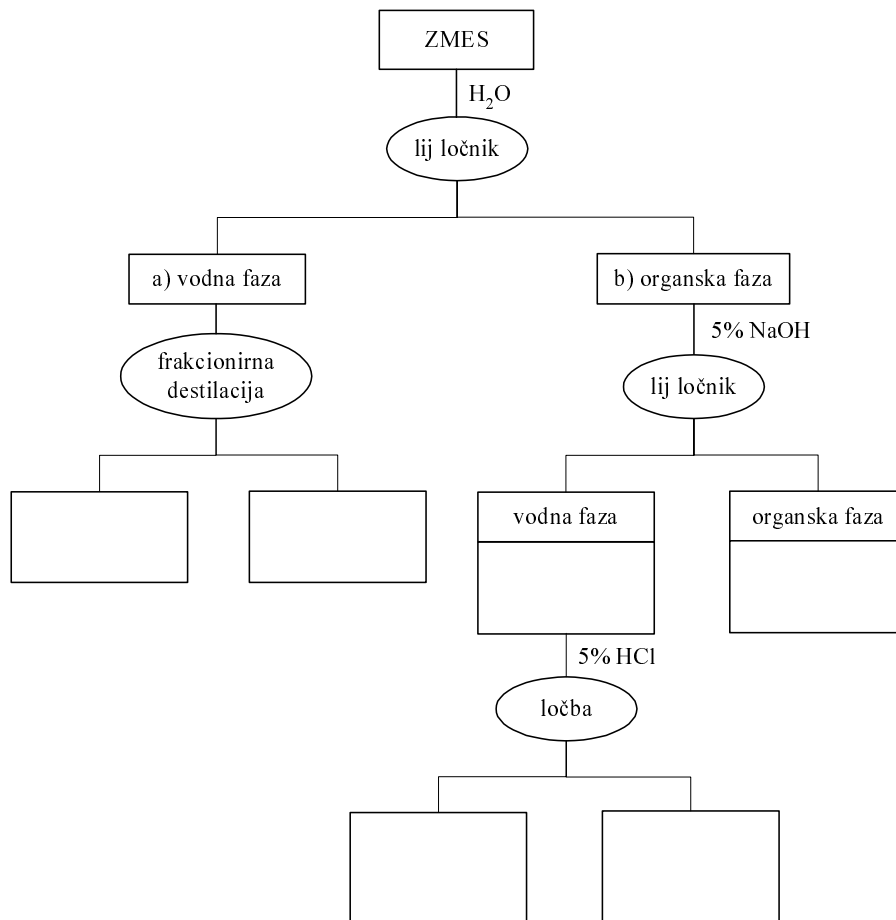 ZMES
H₂O
lij ločnik
a) vodna faza
b) organska faza
5% NaOH
frakcionirna
destilacija
lij ločnik
vodna faza
organska faza
5% HCl
ločba